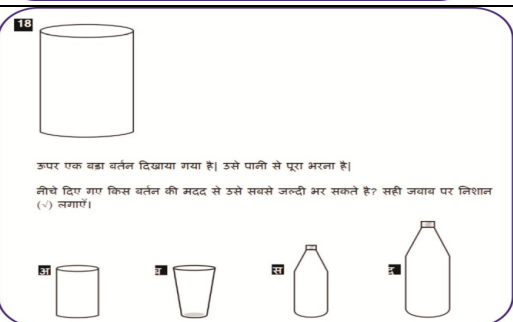 18
ऊपर एक बड़ा बर्तन दिखाया गया है| उसे पानी से पूरा भरना है|
नीचे दिए गए किस बर्तन की मदद से उसे सबसे जल्दी भर सकते है? सही जवाब पर निशान
(√) लगाएँ।
अ ब स द